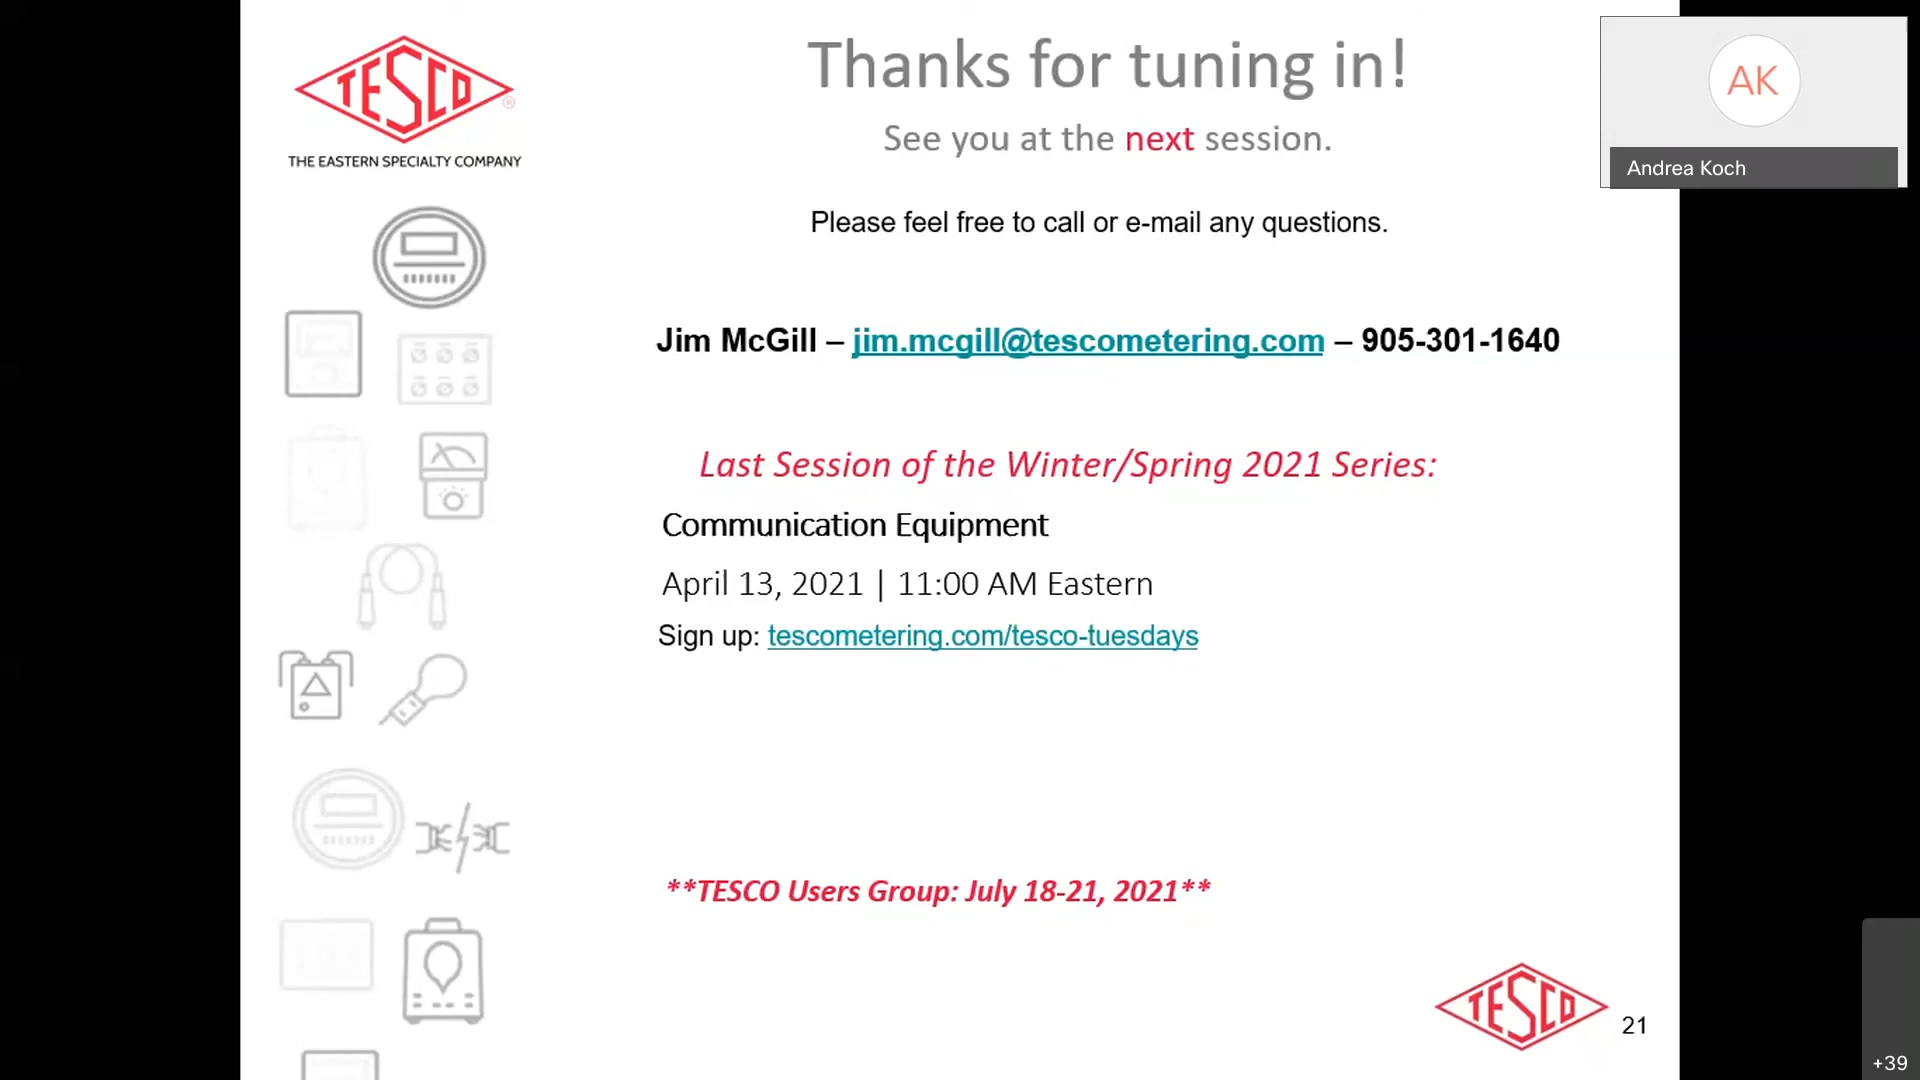 TESCO
®
THE EASTERN SPECIALTY COMPANY
Thanks for tuning in!
See you at the next session.
Please feel free to call or e-mail any questions.
Jim McGill – jim.mcgill@tescometering.com – 905-301-1640
Last Session of the Winter/Spring 2021 Series:
Communication Equipment
April 13, 2021 | 11:00 AM Eastern
Sign up: tescometering.com/tesco-tuesdays
**TESCO Users Group: July 18-21, 2021**
TESCO
21
AK
Andrea Koch
+39